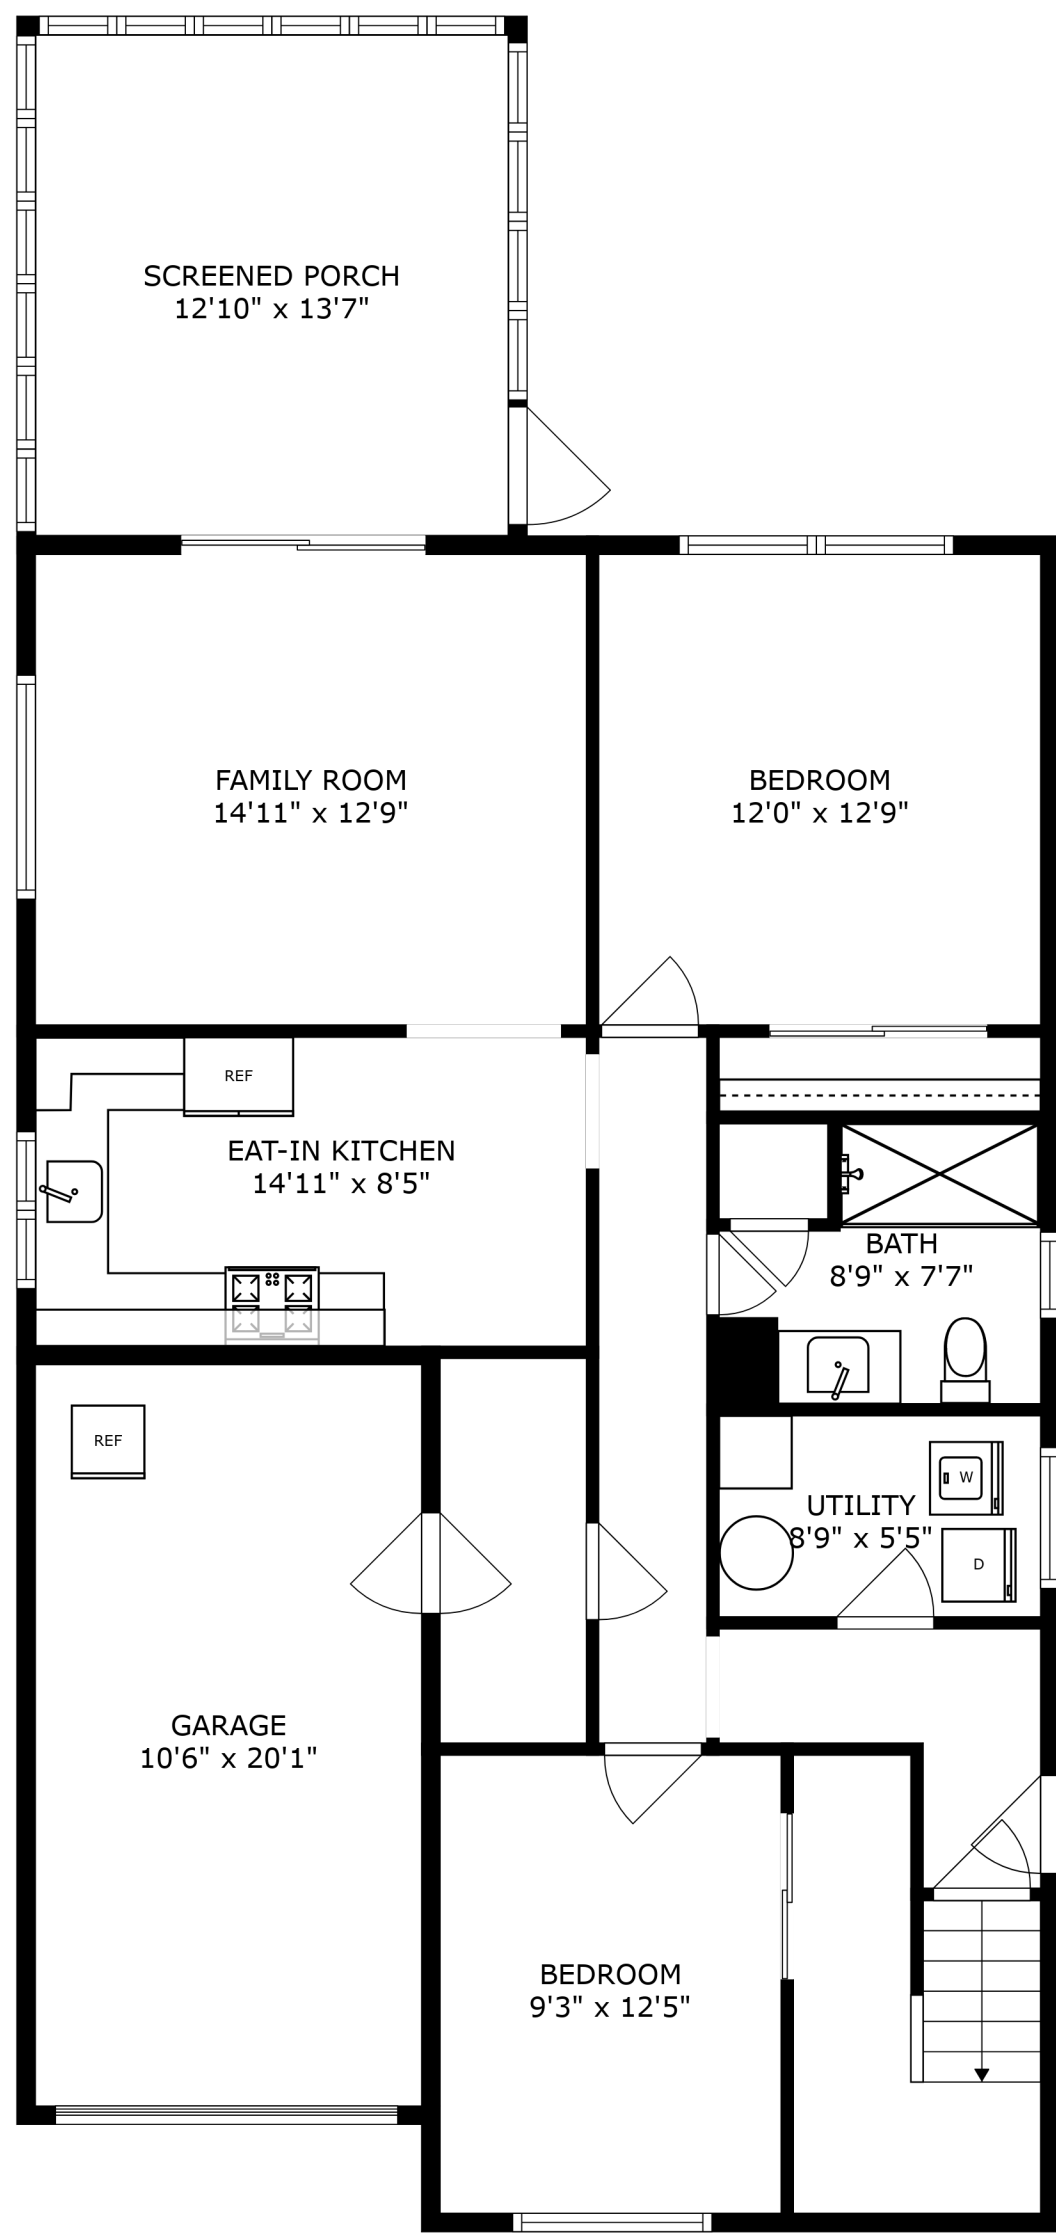 SCREENED PORCH
12'10" x 13'7"
FAMILY ROOM
14'11" x 12'9"
BEDROOM
12'0" x 12'9"
REF
EAT-IN KITCHEN
14'11" x 8'5"
BATH
8'9" x 7'7"
REF
W
UTILITY
8'9" x 5'5"
D
GARAGE
10'6" x 20'1"
BEDROOM
9'3" x 12'5"